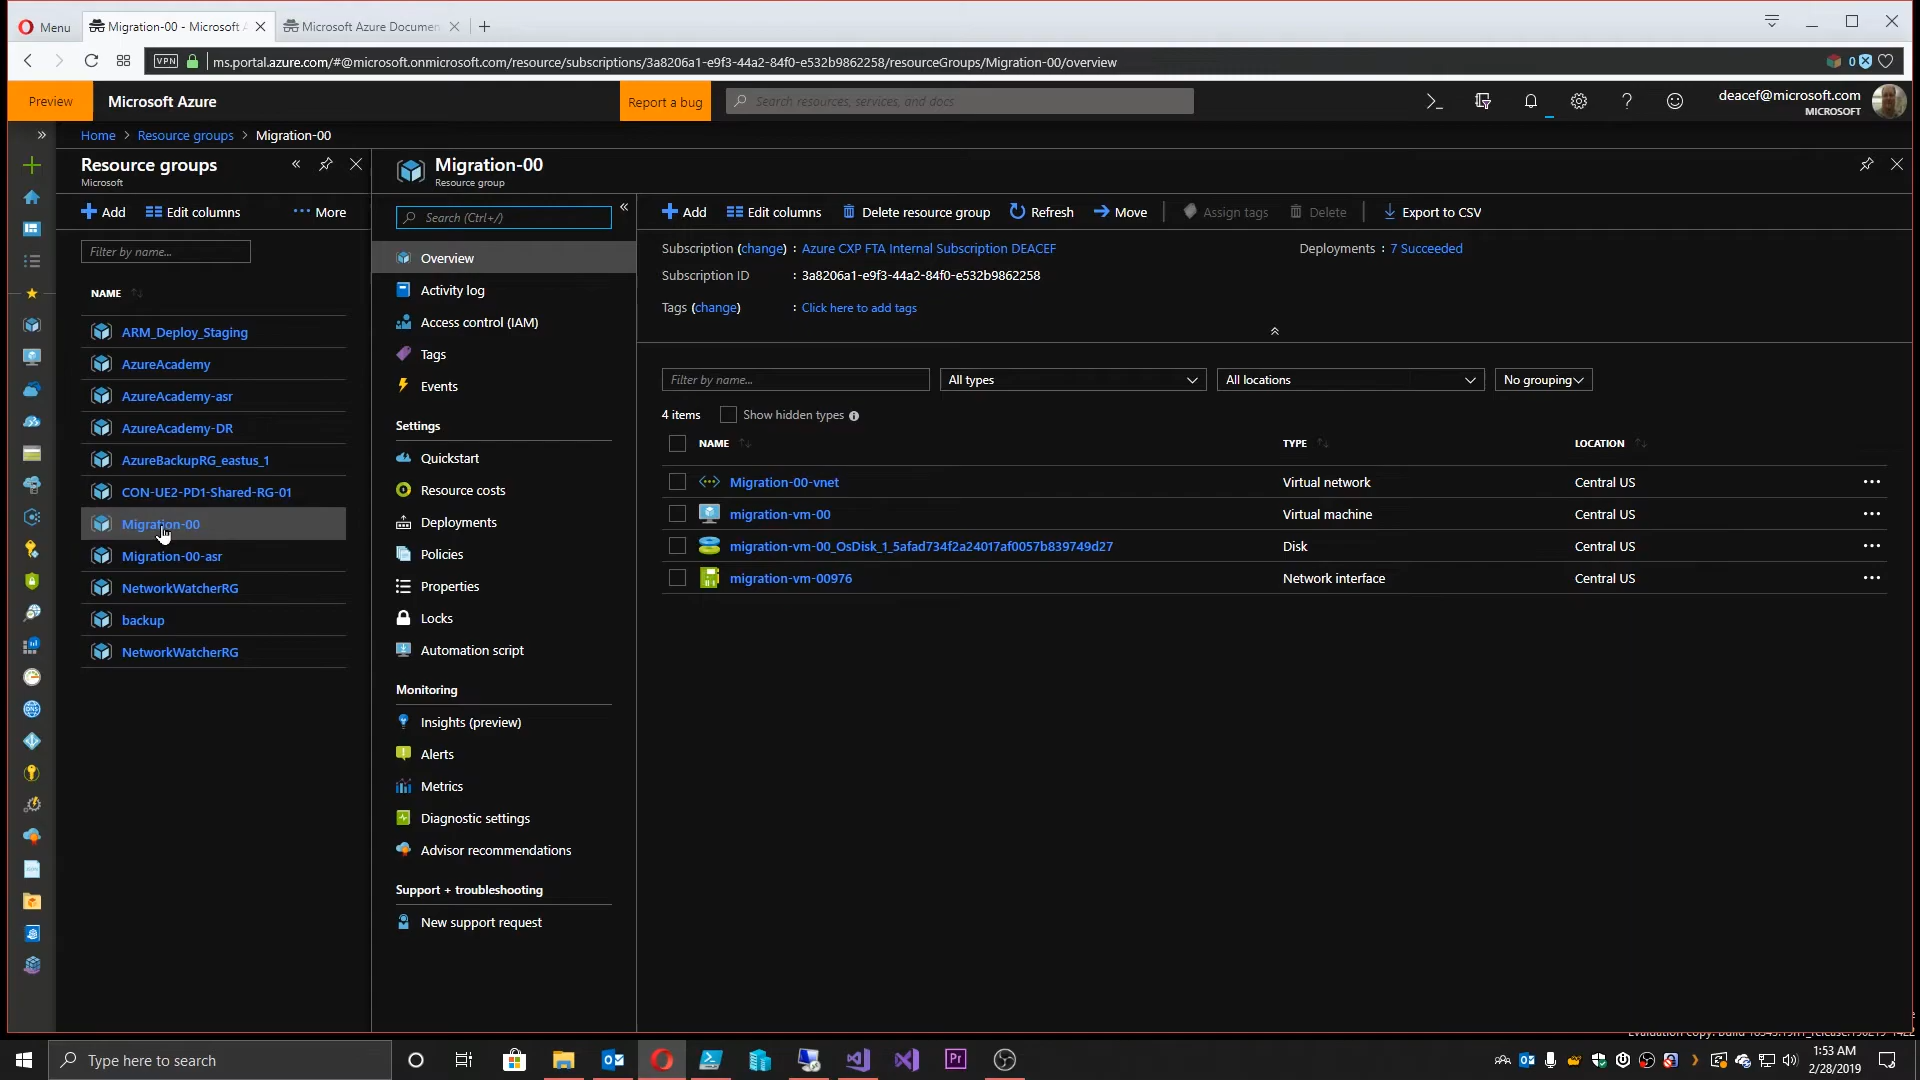 Menu
Migration-00 - Microsoft A
Microsoft Azure Documen
VPN
ms.portal.azure.com/#@microsoft.onmicrosoft.com/resource/subscriptions/3a8206a1-e9f3-44a2-84f0-e532b9862258/resourceGroups/Migration-00/overview
0
Preview
Microsoft Azure
Report a bug
Search resources, services, and docs
deacef@microsoft.com
MICROSOFT
Home > Resource groups > Migration-00
Resource groups
Microsoft
Add
Edit columns
More
Filter by name...
NAME
ARM_Deploy_Staging
AzureAcademy
AzureAcademy-asr
AzureAcademy-DR
AzureBackupRG_eastus_1
CON-UE2-PD1-Shared-RG-01
Migration-00
Migration-00-asr
NetworkWatcherRG
backup
NetworkWatcherRG
Migration-00
Resource group
Search (Ctrl+/)
Overview
Activity log
Access control (IAM)
Tags
Events
Settings
Quickstart
Resource costs
Deployments
Policies
Properties
Locks
Automation script
Monitoring
Insights (preview)
Alerts
Metrics
Diagnostic settings
Advisor recommendations
Support + troubleshooting
New support request
Add
Edit columns
Delete resource group
Refresh
Move
Assign tags
Delete
Export to CSV
Subscription (change) : Azure CXP FTA Internal Subscription DEACEF
Deployments : 7 Succeeded
Subscription ID : 3a8206a1-e9f3-44a2-84f0-e532b9862258
Tags (change) : Click here to add tags
Filter by name...
All types
All locations
No grouping
4 items
Show hidden types
NAME TYPE LOCATION
Migration-00-vnet Virtual network Central US
migration-vm-00 Virtual machine Central US
migration-vm-00_OsDisk_1_5afad734f2a24017af0057b839749d27 Disk Central US
migration-vm-00976 Network interface Central US
Type here to search
Pr
1:53 AM
2/28/2019